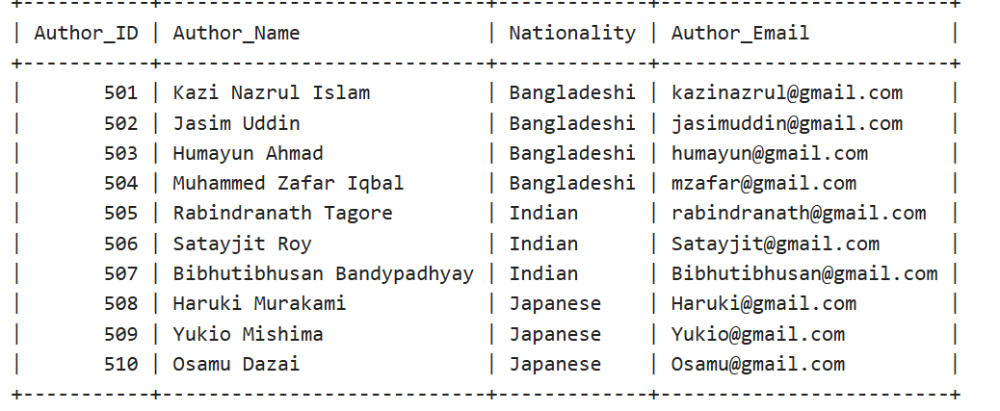 +-----------+----------------------------+-------------+-------------------------+
| Author_ID | Author_Name                | Nationality | Author_Email            |
+-----------+----------------------------+-------------+-------------------------+
|       501 | Kazi Nazrul Islam          | Bangladeshi | kazinazrul@gmail.com    |
|       502 | Jasim Uddin                | Bangladeshi | jasimuddin@gmail.com    |
|       503 | Humayun Ahmad              | Bangladeshi | humayun@gmail.com       |
|       504 | Muhammed Zafar Iqbal       | Bangladeshi | mzafar@gmail.com        |
|       505 | Rabindranath Tagore        | Indian      | rabindranath@gmail.com  |
|       506 | Satayjit Roy               | Indian      | Satayjit@gmail.com      |
|       507 | Bibhutibhusan Bandypadhyay | Indian      | Bibhutibhusan@gmail.com |
|       508 | Haruki Murakami            | Japanese    | Haruki@gmail.com        |
|       509 | Yukio Mishima              | Japanese    | Yukio@gmail.com         |
|       510 | Osamu Dazai                | Japanese    | Osamu@gmail.com         |
+-----------+----------------------------+-------------+-------------------------+